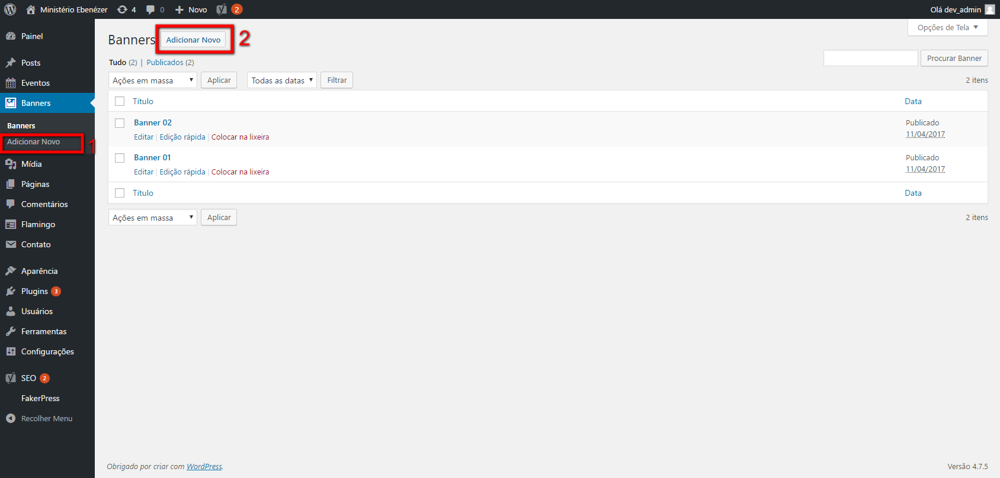 Ministério Ebenézer 4 0 Novo 2 Olá dev_admin
Painel
Posts
Eventos
Banners
Banners
Adicionar Novo 1
Mídia
Páginas
Comentários
Flamingo
Contato
Aparência
Plugins 3
Usuários
Ferramentas
Configurações
SEO 2
FakerPress
Recolher Menu
Opções de Tela
Banners Adicionar Novo 2
Tudo (2) | Publicados (2)
Procurar Banner
Ações em massa Aplicar Todas as datas Filtrar 2 itens
Título Data
Banner 02 Publicado
11/04/2017
Editar | Edição rápida | Colocar na lixeira
Banner 01 Publicado
11/04/2017
Editar | Edição rápida | Colocar na lixeira
Título Data
Ações em massa Aplicar 2 itens
Obrigado por criar com WordPress. Versão 4.7.5